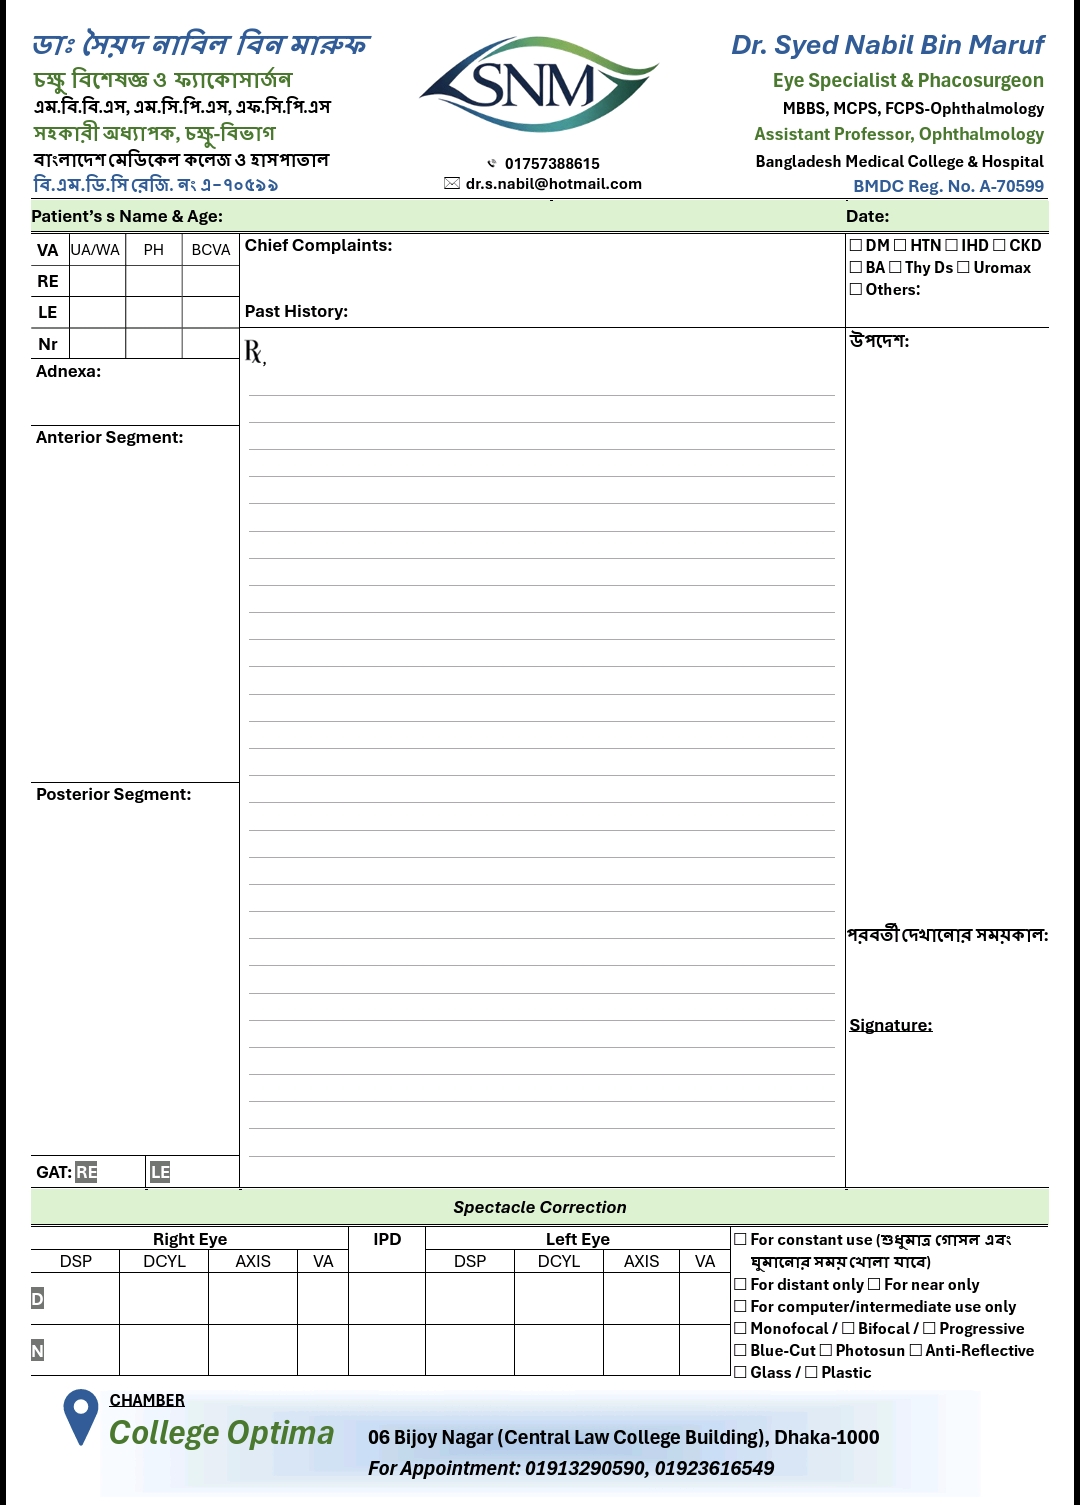 ডাঃ সৈয়দ নাবিল বিন মারুফ
চক্ষু বিশেষজ্ঞ ও ফ্যাকোসার্জন
এম.বি.বি.এস, এম.সি.পি.এস, এফ.সি.পি.এস
সহকারী অধ্যাপক, চক্ষু-বিভাগ
বাংলাদেশ মেডিকেল কলেজ ও হাসপাতাল
বি.এম.ডি.সি রেজি. নং এ-৭০৫৯৯
SNM
01757388615
dr.s.nabil@hotmail.com
Dr. Syed Nabil Bin Maruf
Eye Specialist & Phacosurgeon
MBBS, MCPS, FCPS-Ophthalmology
Assistant Professor, Ophthalmology
Bangladesh Medical College & Hospital
BMDC Reg. No. A-70599
Patient's s Name & Age: Date:
VA UA/WA PH BCVA
RE
LE
Nr
Adnexa:
Anterior Segment:
Posterior Segment:
GAT: RE LE
Chief Complaints:
Past History:
℞,
☐ DM ☐ HTN ☐ IHD ☐ CKD
☐ BA ☐ Thy Ds ☐ Uromax
☐ Others:
উপদেশ:
পরবর্তী দেখানোর সময়কাল:
Signature:
Spectacle Correction
Right Eye IPD Left Eye
DSP DCYL AXIS VA DSP DCYL AXIS VA
D
N
☐ For constant use (শুধুমাত্র গোসল এবং
ঘুমানোর সময় খোলা যাবে)
☐ For distant only ☐ For near only
☐ For computer/intermediate use only
☐ Monofocal / ☐ Bifocal / ☐ Progressive
☐ Blue-Cut ☐ Photosun ☐ Anti-Reflective
☐ Glass / ☐ Plastic
CHAMBER
College Optima
06 Bijoy Nagar (Central Law College Building), Dhaka-1000
For Appointment: 01913290590, 01923616549